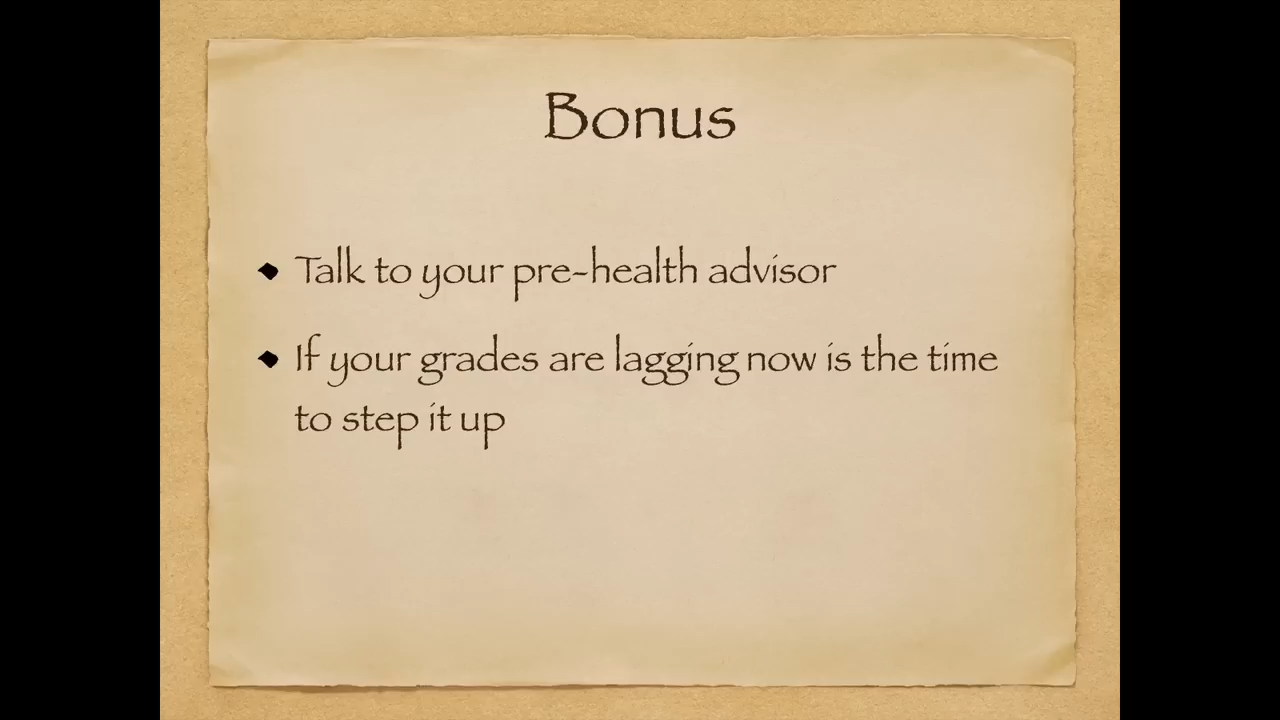 Bonus
Talk to your pre-health advisor
If your grades are lagging now is the time
to step it up